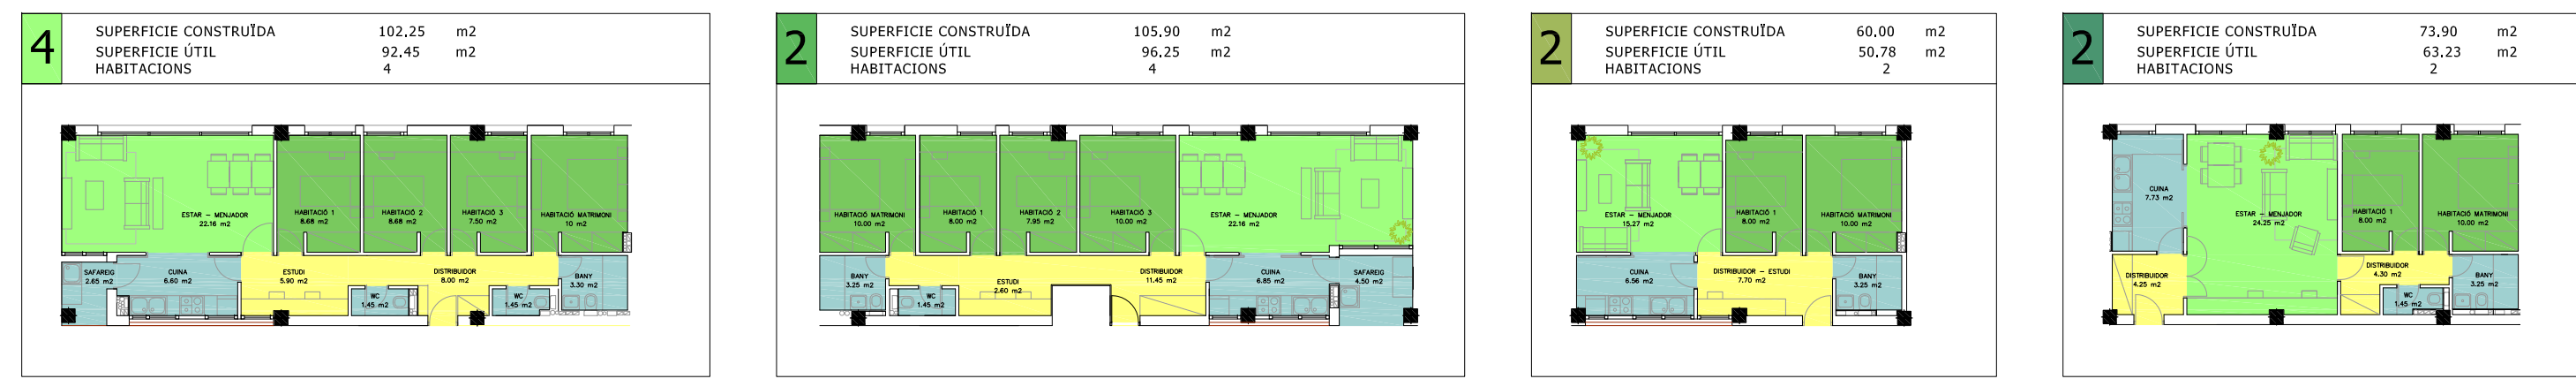 4
SUPERFICIE CONSTRUÏDA 102,25 m2
SUPERFICIE ÚTIL 92,45 m2
HABITACIONS 4
ESTAR - MENJADOR
22.16 m2
HABITACIÓ 1
8.68 m2
HABITACIÓ 2
8.68 m2
HABITACIÓ 3
7.50 m2
HABITACIÓ MATRIMONI
10 m2
SAFAREIG
2.65 m2
CUINA
6.60 m2
ESTUDI
5.90 m2
DISTRIBUIDOR
8.00 m2
WC
1.45 m2
WC
1.45 m2
BANY
3.30 m2
2
SUPERFICIE CONSTRUÏDA 105,90 m2
SUPERFICIE ÚTIL 96,25 m2
HABITACIONS 4
HABITACIÓ MATRIMONI
10.00 m2
HABITACIÓ 1
8.00 m2
HABITACIÓ 2
7.95 m2
HABITACIÓ 3
10.00 m2
ESTAR - MENJADOR
22.16 m2
BANY
3.25 m2
WC
1.45 m2
ESTUDI
2.60 m2
DISTRIBUIDOR
11.45 m2
CUINA
6.85 m2
SAFAREIG
4.50 m2
2
SUPERFICIE CONSTRUÏDA 60,00 m2
SUPERFICIE ÚTIL 50,78 m2
HABITACIONS 2
ESTAR - MENJADOR
15.27 m2
HABITACIÓ 1
8.00 m2
HABITACIÓ MATRIMONI
10.00 m2
CUINA
6.56 m2
DISTRIBUIDOR - ESTUDI
7.70 m2
BANY
3.25 m2
2
SUPERFICIE CONSTRUÏDA 73,90 m2
SUPERFICIE ÚTIL 63,23 m2
HABITACIONS 2
CUINA
7.73 m2
ESTAR - MENJADOR
24.25 m2
HABITACIÓ 1
8.00 m2
HABITACIÓ MATRIMONI
10.00 m2
DISTRIBUIDOR
4.25 m2
DISTRIBUIDOR
4.30 m2
WC
1.45 m2
BANY
3.25 m2